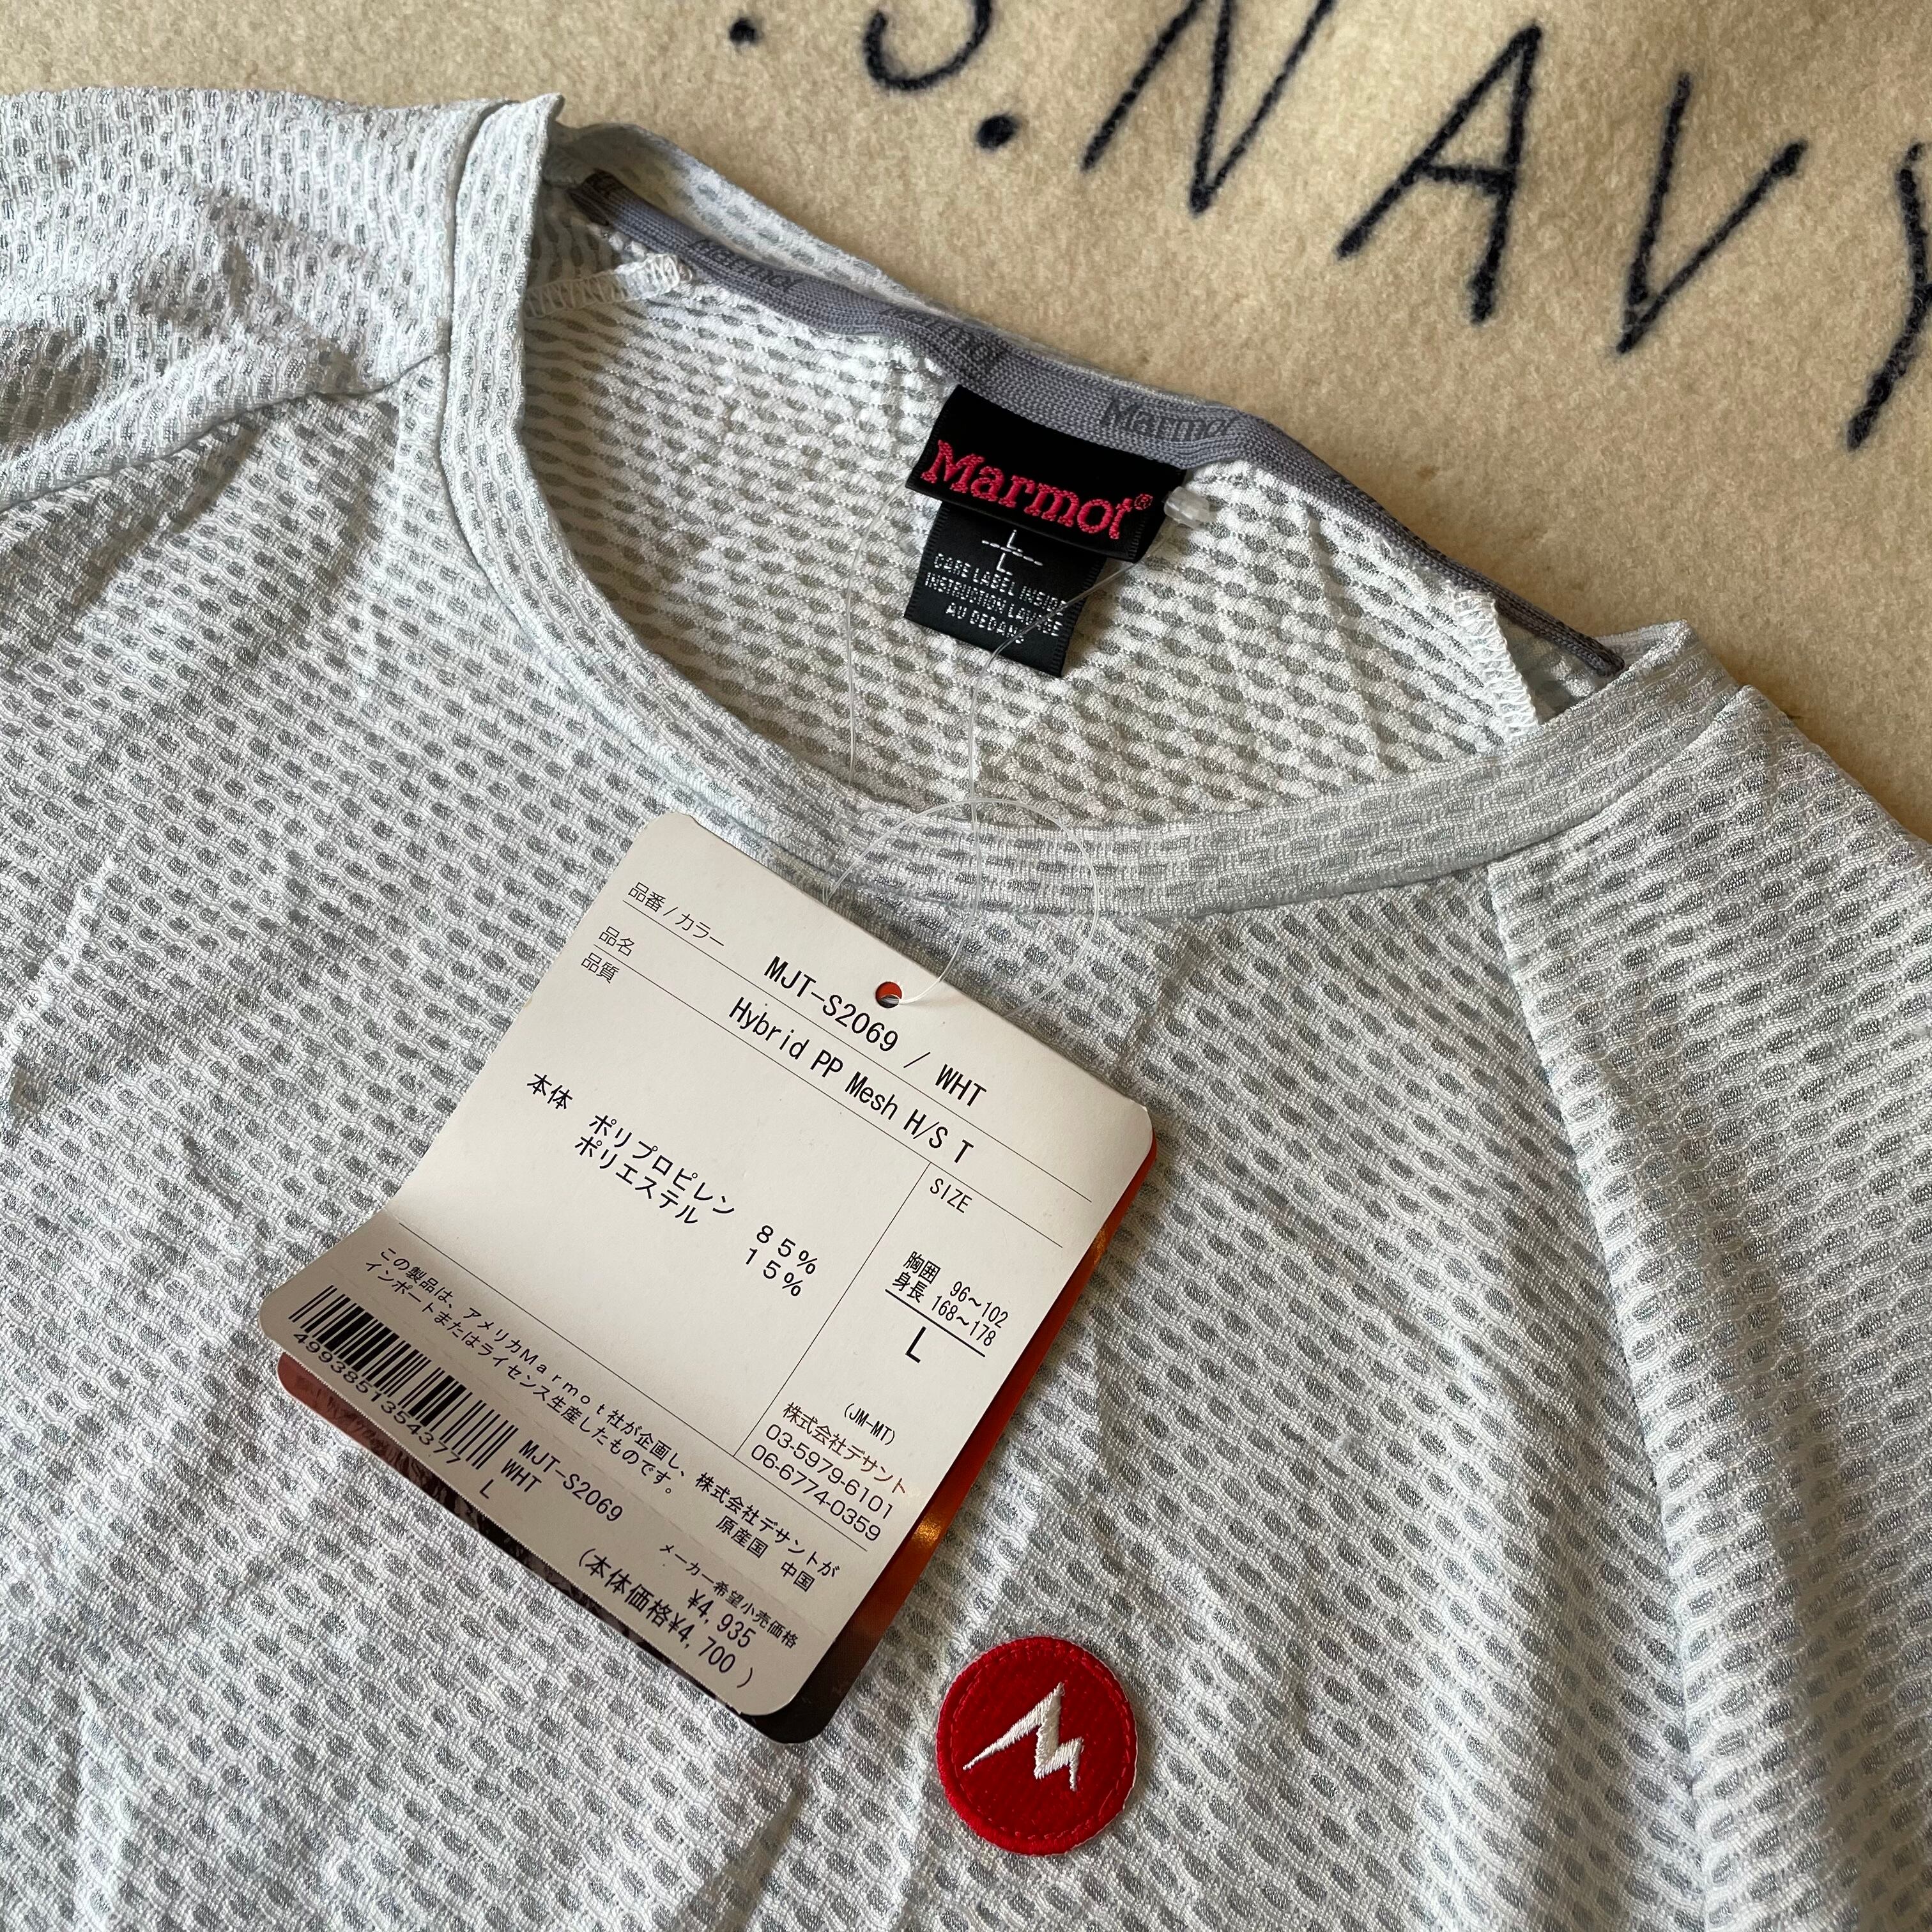 .S.NAVY
Marmot
Marmot®
L
L
CARE LABEL INSIDE
INSTRUCTION LAVAGE
AU DEDANS
品番/カラー
MJT-S2069 / WHT
品名
Hybrid PP Mesh H/S T
品質
本体 ポリプロピレン 85%
ポリエステル 15%
SIZE
胸囲 96~102
身長 168~178
L
(JM-MT)
株式会社デサント
03-5979-6101
06-6774-0359
この製品は、アメリカMarmot社が企画し、株式会社デサントが
インポートまたはライセンス生産したものです。
原産国 中国
4993851354377
MJT-S2069
WHT
L
メーカー希望小売価格
¥4,935
(本体価格¥4,700 )